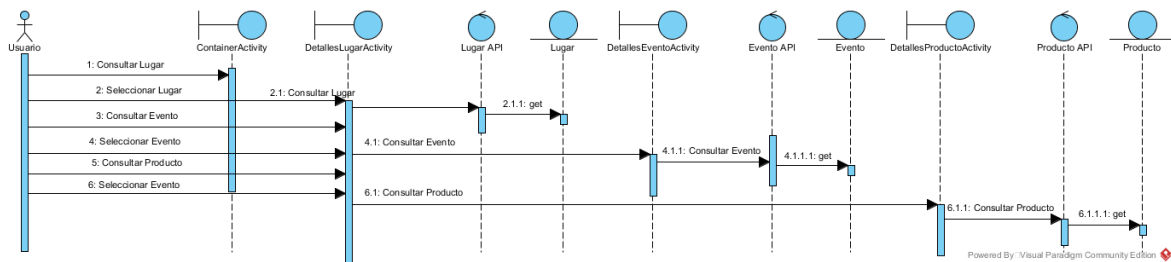 Usuario
ContainerActivity
DetallesLugarActivity
Lugar API
Lugar
DetallesEventoActivity
Evento API
Evento
DetallesProductoActivity
Producto API
Producto
1: Consultar Lugar
2: Seleccionar Lugar
2.1: Consultar Lugar
2.1.1: get
3: Consultar Evento
4: Seleccionar Evento
4.1: Consultar Evento
4.1.1: Consultar Evento
4.1.1.1: get
5: Consultar Producto
6: Seleccionar Evento
6.1: Consultar Producto
6.1.1: Consultar Producto
6.1.1.1: get
Powered By Visual Paradigm Community Edition